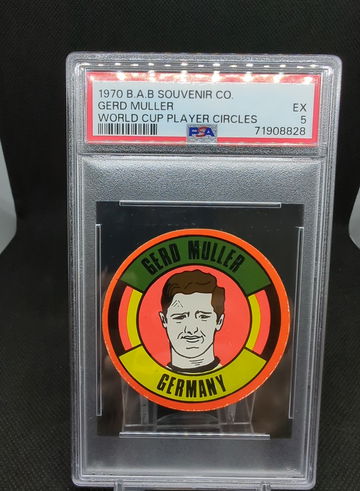 1970 B.A.B SOUVENIR CO.
GERD MULLER EX
WORLD CUP PLAYER CIRCLES 5
PSA 71908828
GERD MULLER
GERMANY